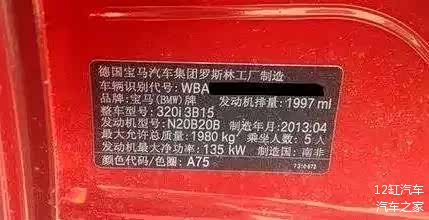 德国宝马汽车集团罗斯林工厂制造
车辆识别代号: WBA
品牌: 宝马(BMW)牌 发动机排量: 1997 ml
整车型号: 320i 3B15
发动机型号: N20B20B 制造年月: 2013:04
最大允许总质量: 1980 kg 乘坐人数: 5 人
发动机最大净功率: 135 kW 制造国: 南非
颜色代码/色圈: A75
12缸汽车
汽车之家